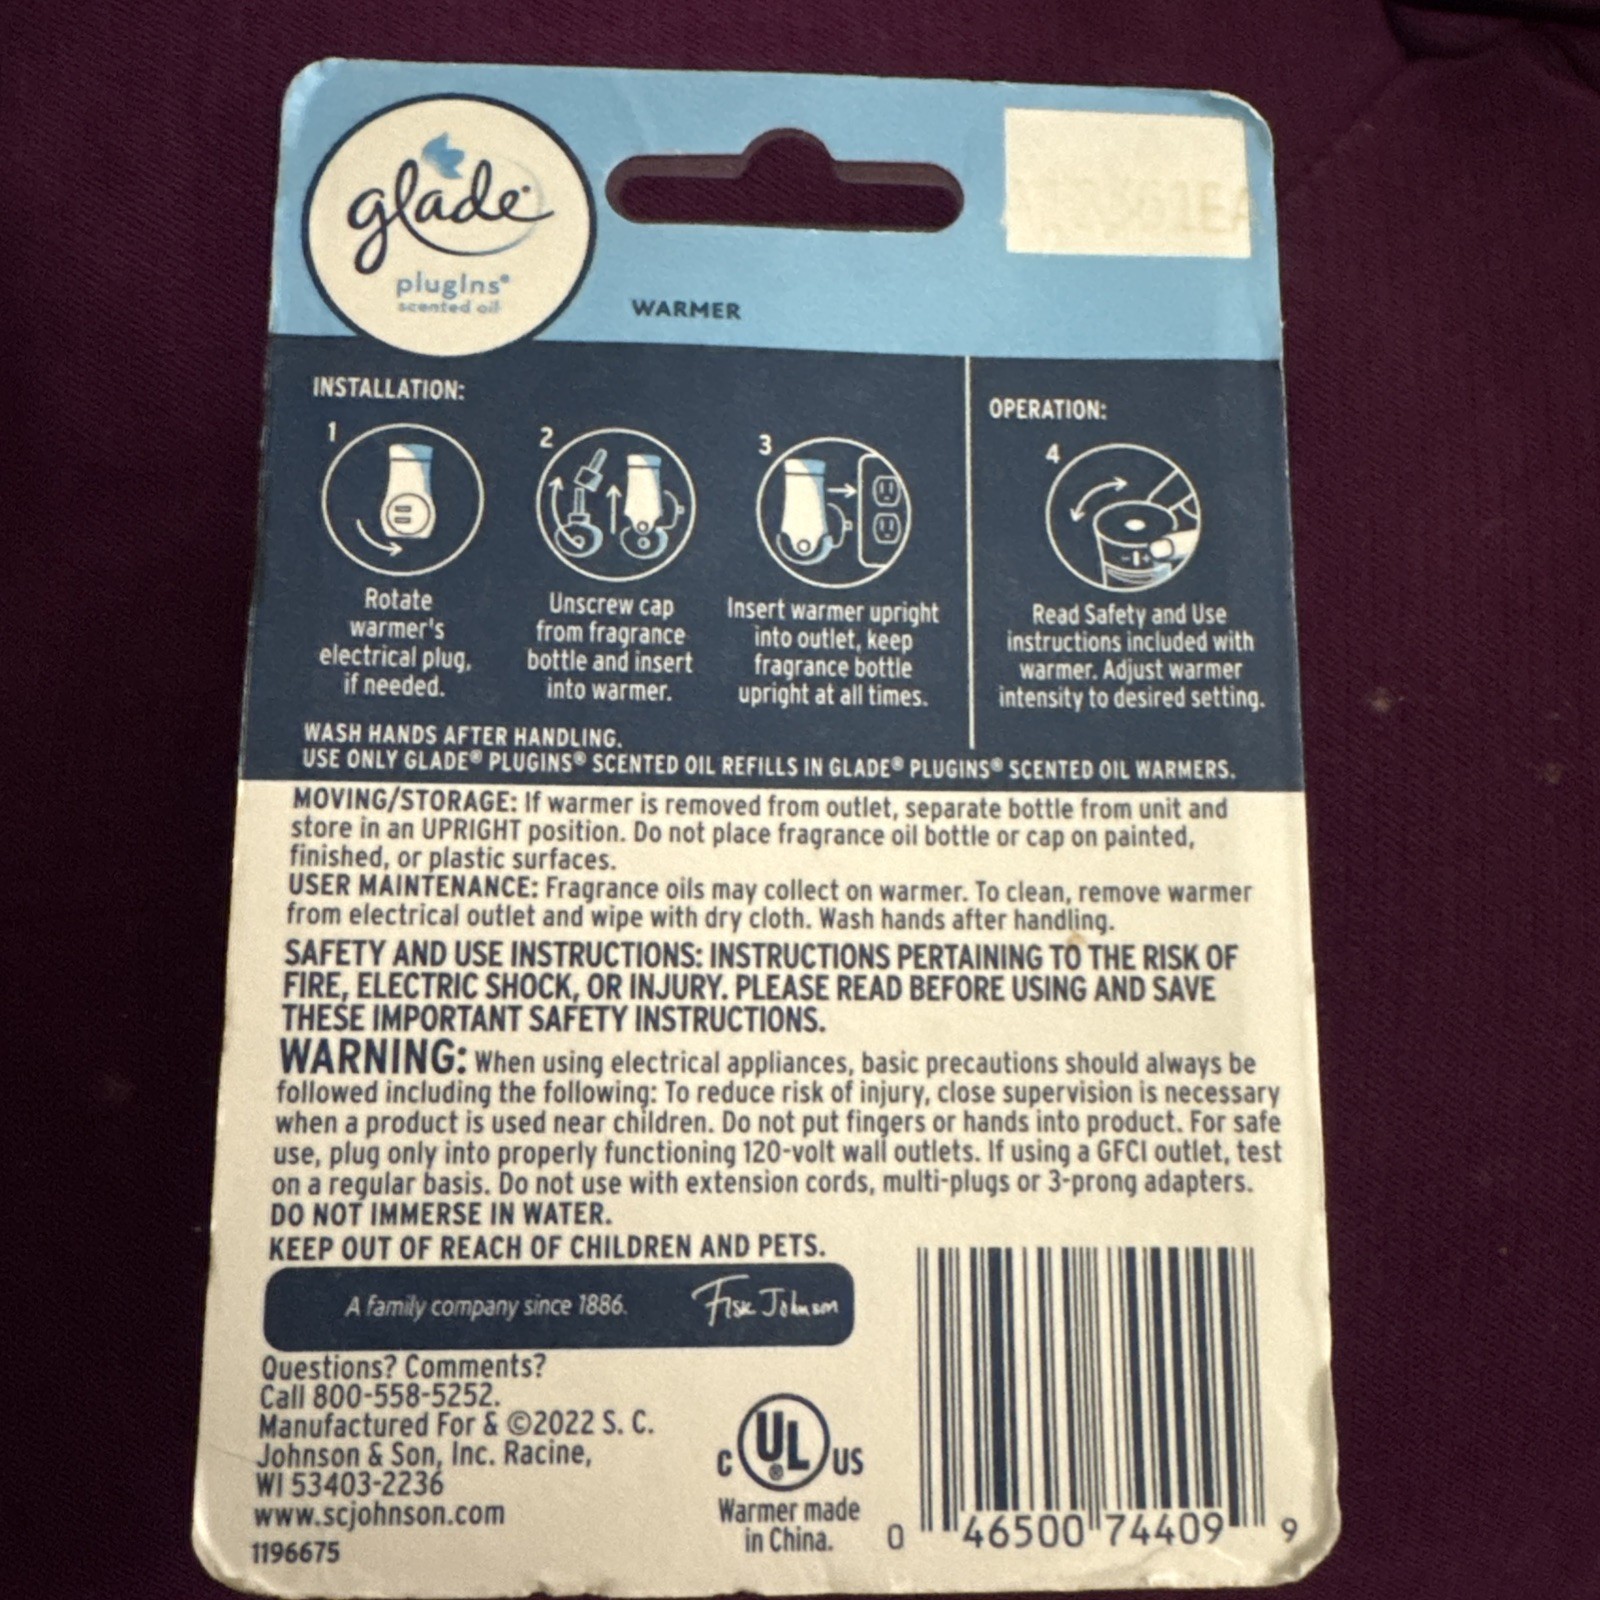 glade®
plugIns®
scented oil
WARMER
INSTALLATION:
1
Rotate
warmer's
electrical plug,
if needed.
2
Unscrew cap
from fragrance
bottle and insert
into warmer.
3
Insert warmer upright
into outlet, keep
fragrance bottle
upright at all times.
OPERATION:
4
- +
Read Safety and Use
instructions included with
warmer. Adjust warmer
intensity to desired setting.
WASH HANDS AFTER HANDLING.
USE ONLY GLADE® PLUGINS® SCENTED OIL REFILLS IN GLADE® PLUGINS® SCENTED OIL WARMERS.
MOVING/STORAGE: If warmer is removed from outlet, separate bottle from unit and
store in an UPRIGHT position. Do not place fragrance oil bottle or cap on painted,
finished, or plastic surfaces.
USER MAINTENANCE: Fragrance oils may collect on warmer. To clean, remove warmer
from electrical outlet and wipe with dry cloth. Wash hands after handling.
SAFETY AND USE INSTRUCTIONS: INSTRUCTIONS PERTAINING TO THE RISK OF
FIRE, ELECTRIC SHOCK, OR INJURY. PLEASE READ BEFORE USING AND SAVE
THESE IMPORTANT SAFETY INSTRUCTIONS.
WARNING: When using electrical appliances, basic precautions should always be
followed including the following: To reduce risk of injury, close supervision is necessary
when a product is used near children. Do not put fingers or hands into product. For safe
use, plug only into properly functioning 120-volt wall outlets. If using a GFCI outlet, test
on a regular basis. Do not use with extension cords, multi-plugs or 3-prong adapters.
DO NOT IMMERSE IN WATER.
KEEP OUT OF REACH OF CHILDREN AND PETS.
A family company since 1886.
Fisk Johnson
Questions? Comments?
Call 800-558-5252.
Manufactured For & ©2022 S. C.
Johnson & Son, Inc. Racine,
WI 53403-2236
www.scjohnson.com
1196675
C UL® US
Warmer made
in China.
0 46500 74409 9